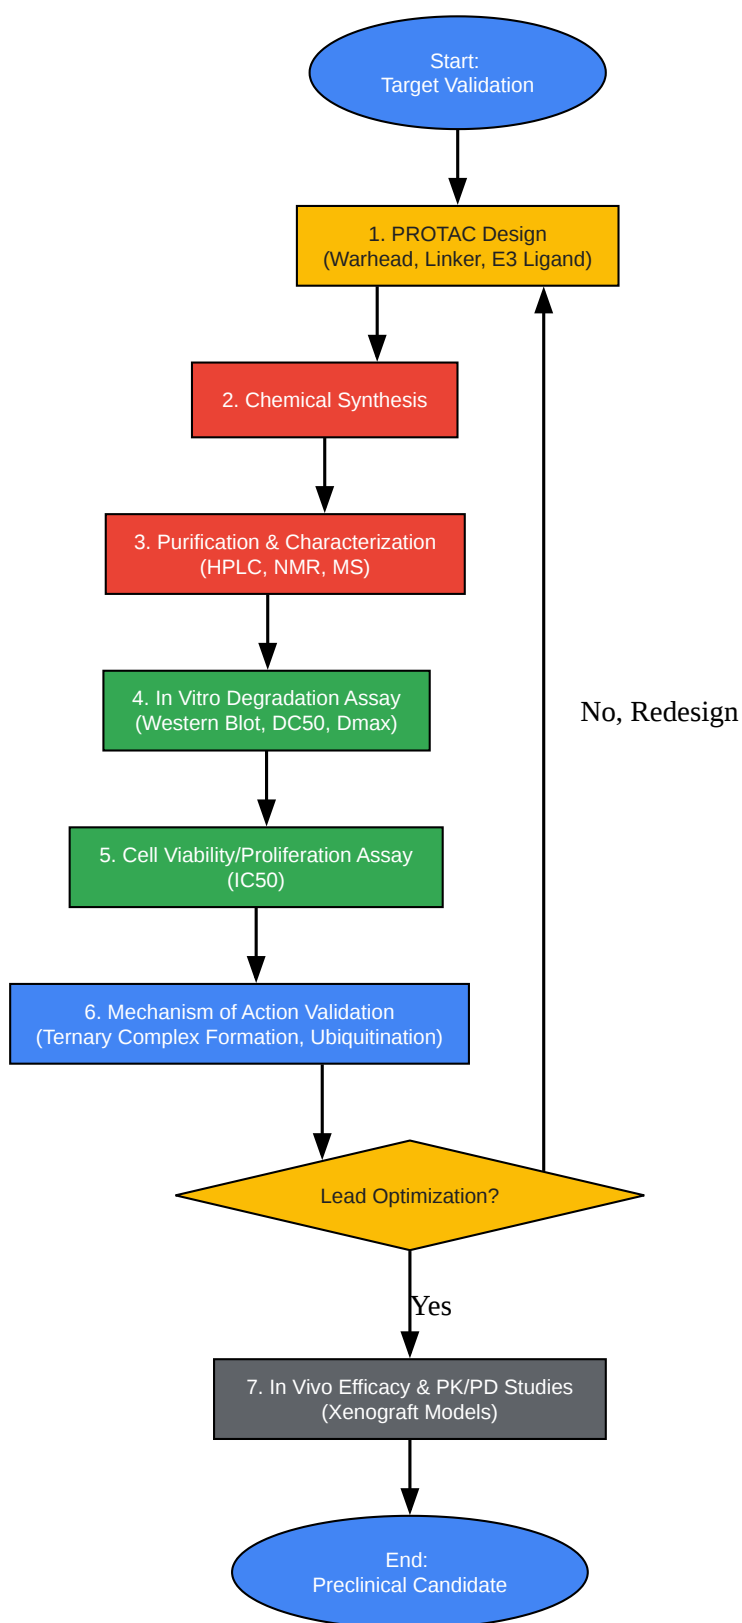 Start:
Target Validation
1. PROTAC Design
(Warhead, Linker, E3 Ligand)
2. Chemical Synthesis
3. Purification & Characterization
(HPLC, NMR, MS)
4. In Vitro Degradation Assay
(Western Blot, DC50, Dmax)
No, Redesign
5. Cell Viability/Proliferation Assay
(IC50)
6. Mechanism of Action Validation
(Ternary Complex Formation, Ubiquitination)
Lead Optimization?
Yes
7. In Vivo Efficacy & PK/PD Studies
(Xenograft Models)
End:
Preclinical Candidate